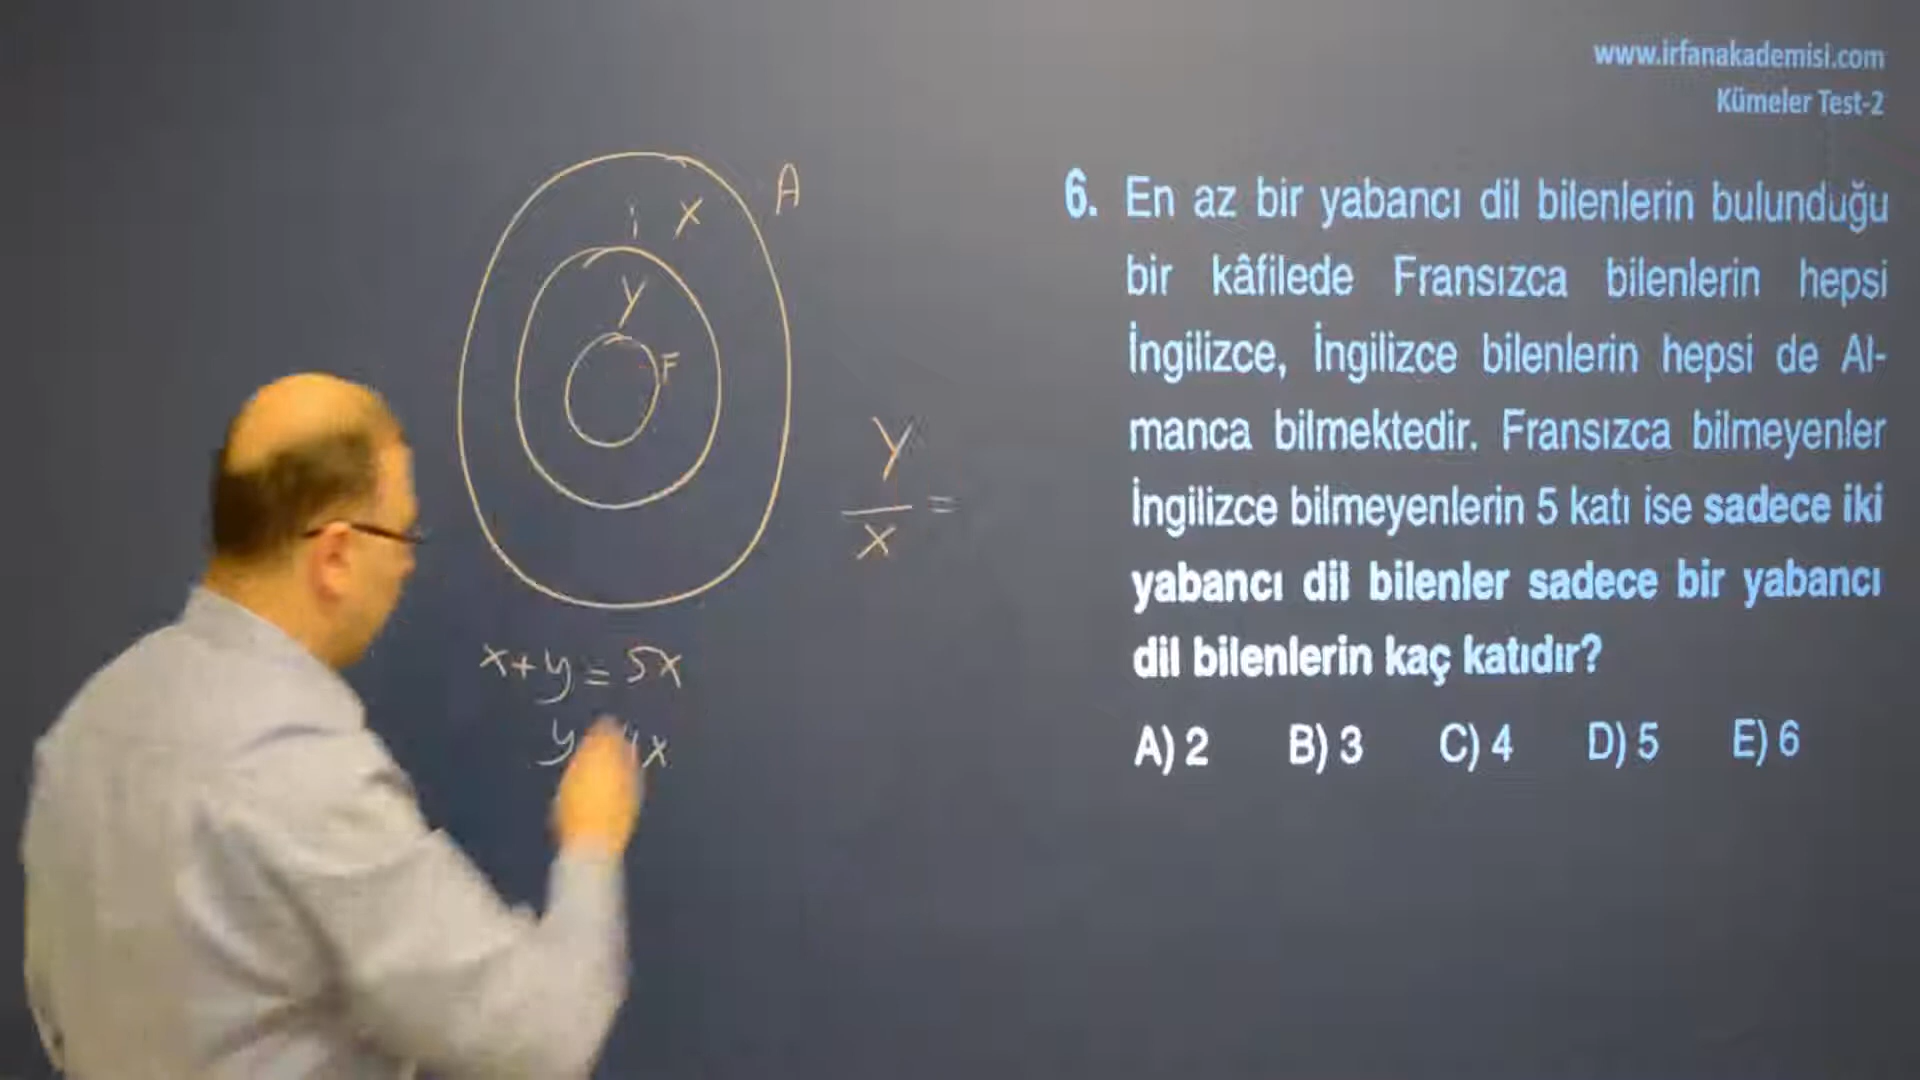 www.irfanakademisi.com
Kümeler Test-2
6. En az bir yabancı dil bilenlerin bulunduğu
bir kâfilede Fransızca bilenlerin hepsi
İngilizce, İngilizce bilenlerin hepsi de Al-
manca bilmektedir. Fransızca bilmeyenler
İngilizce bilmeyenlerin 5 katı ise sadece iki
yabancı dil bilenler sadece bir yabancı
dil bilenlerin kaç katıdır?
A) 2 B) 3 C) 4 D) 5 E) 6
A
İ x
y
F
y
x =
x+y = 5x
y 4x